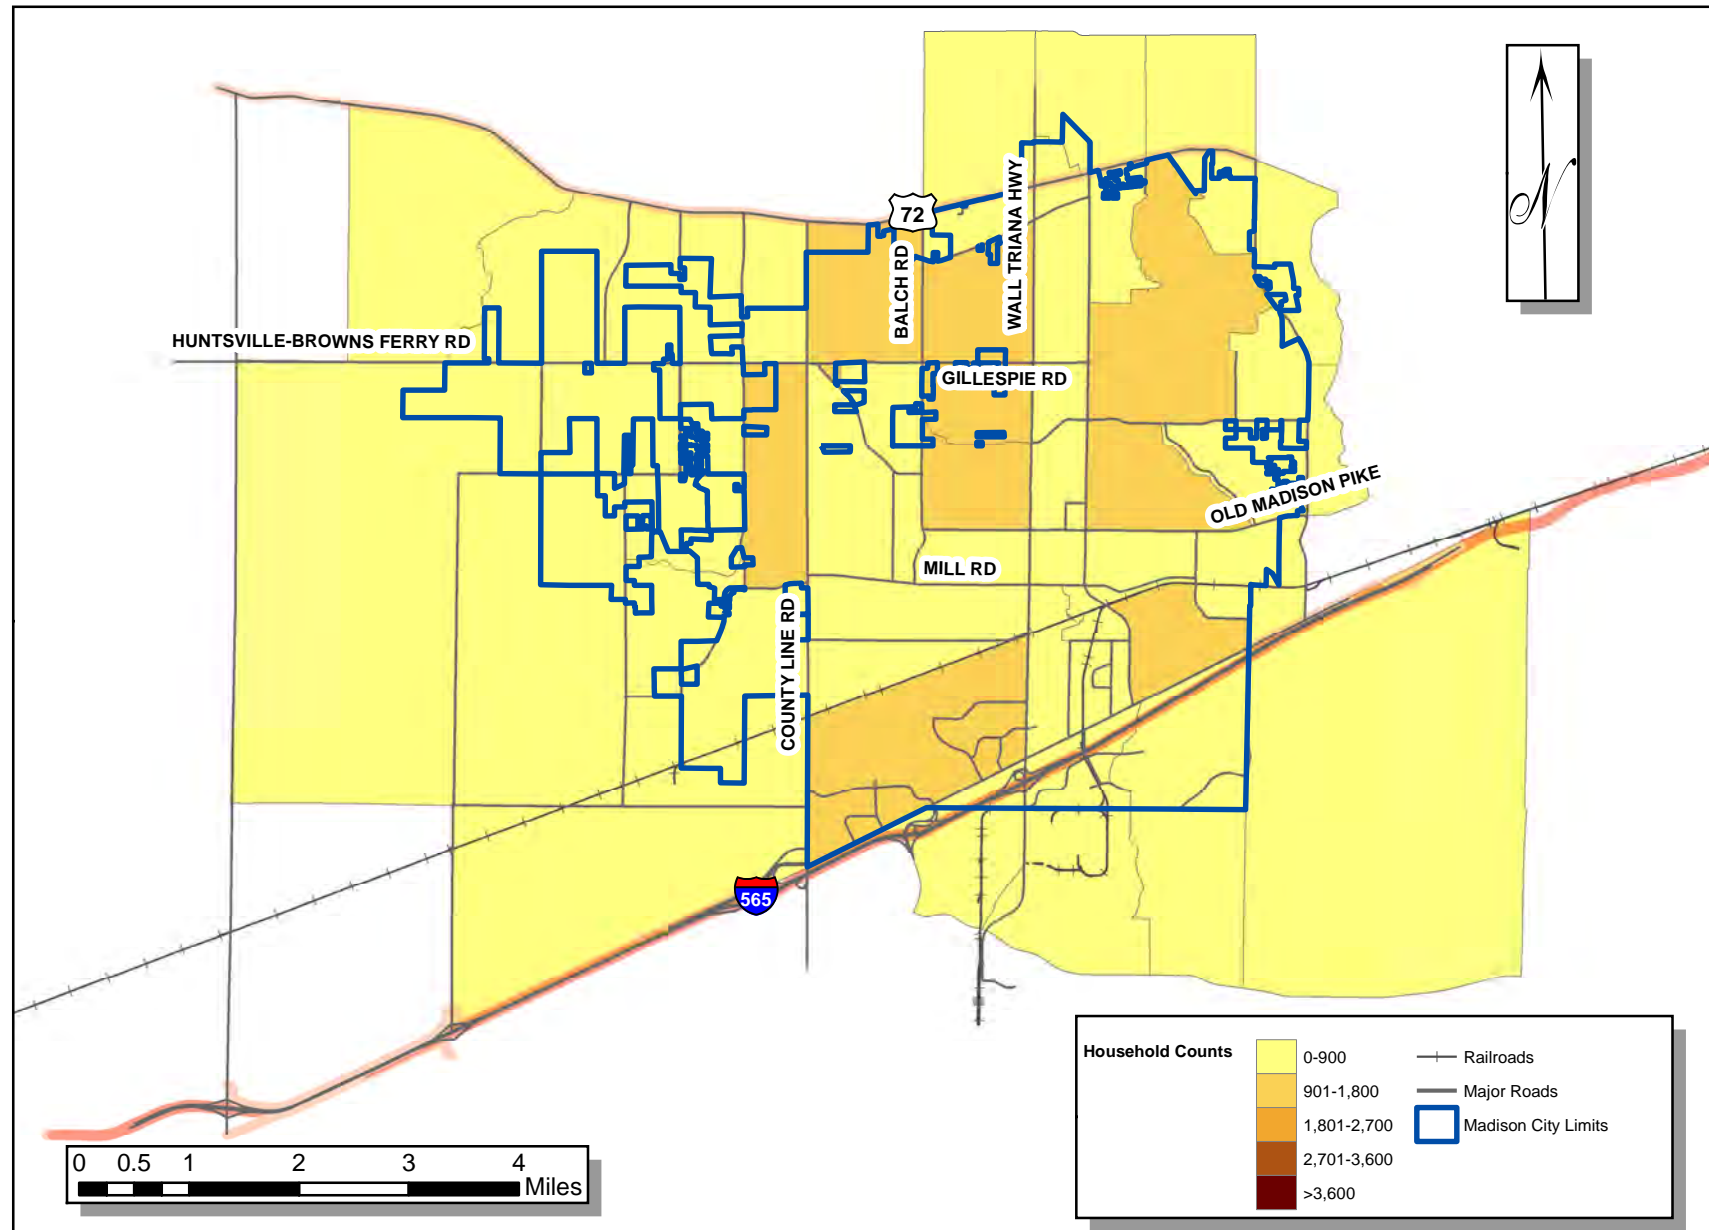 N
72
BALCH RD
WALL TRIANA HWY
HUNTSVILLE-BROWNS FERRY RD
GILLESPIE RD
OLD MADISON PIKE
MILL RD
COUNTY LINE RD
565
Household Counts
0-900
901-1,800
1,801-2,700
2,701-3,600
>3,600
Railroads
Major Roads
Madison City Limits
0 0.5 1 2 3 4
Miles